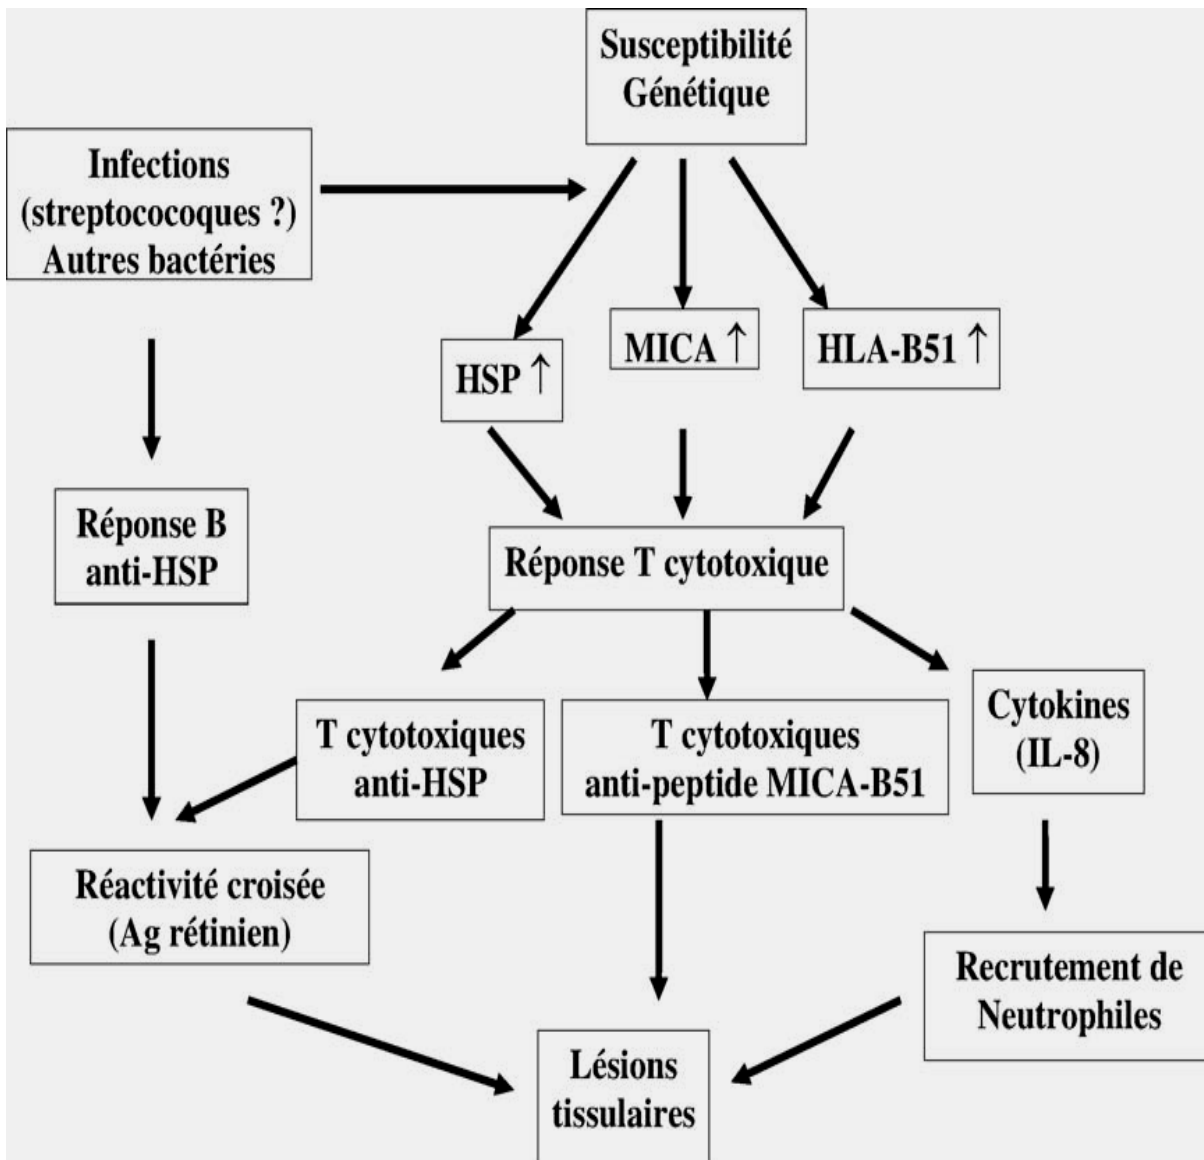 Susceptibilité
Génétique
Infections
(streptococoques ?)
Autres bactéries
HSP ↑
MICA ↑
HLA-B51 ↑
Réponse B
anti-HSP
Réponse T cytotoxique
T cytotoxiques
anti-HSP
T cytotoxiques
anti-peptide MICA-B51
Cytokines
(IL-8)
Réactivité croisée
(Ag rétinien)
Recrutement de
Neutrophiles
Lésions
tissulaires